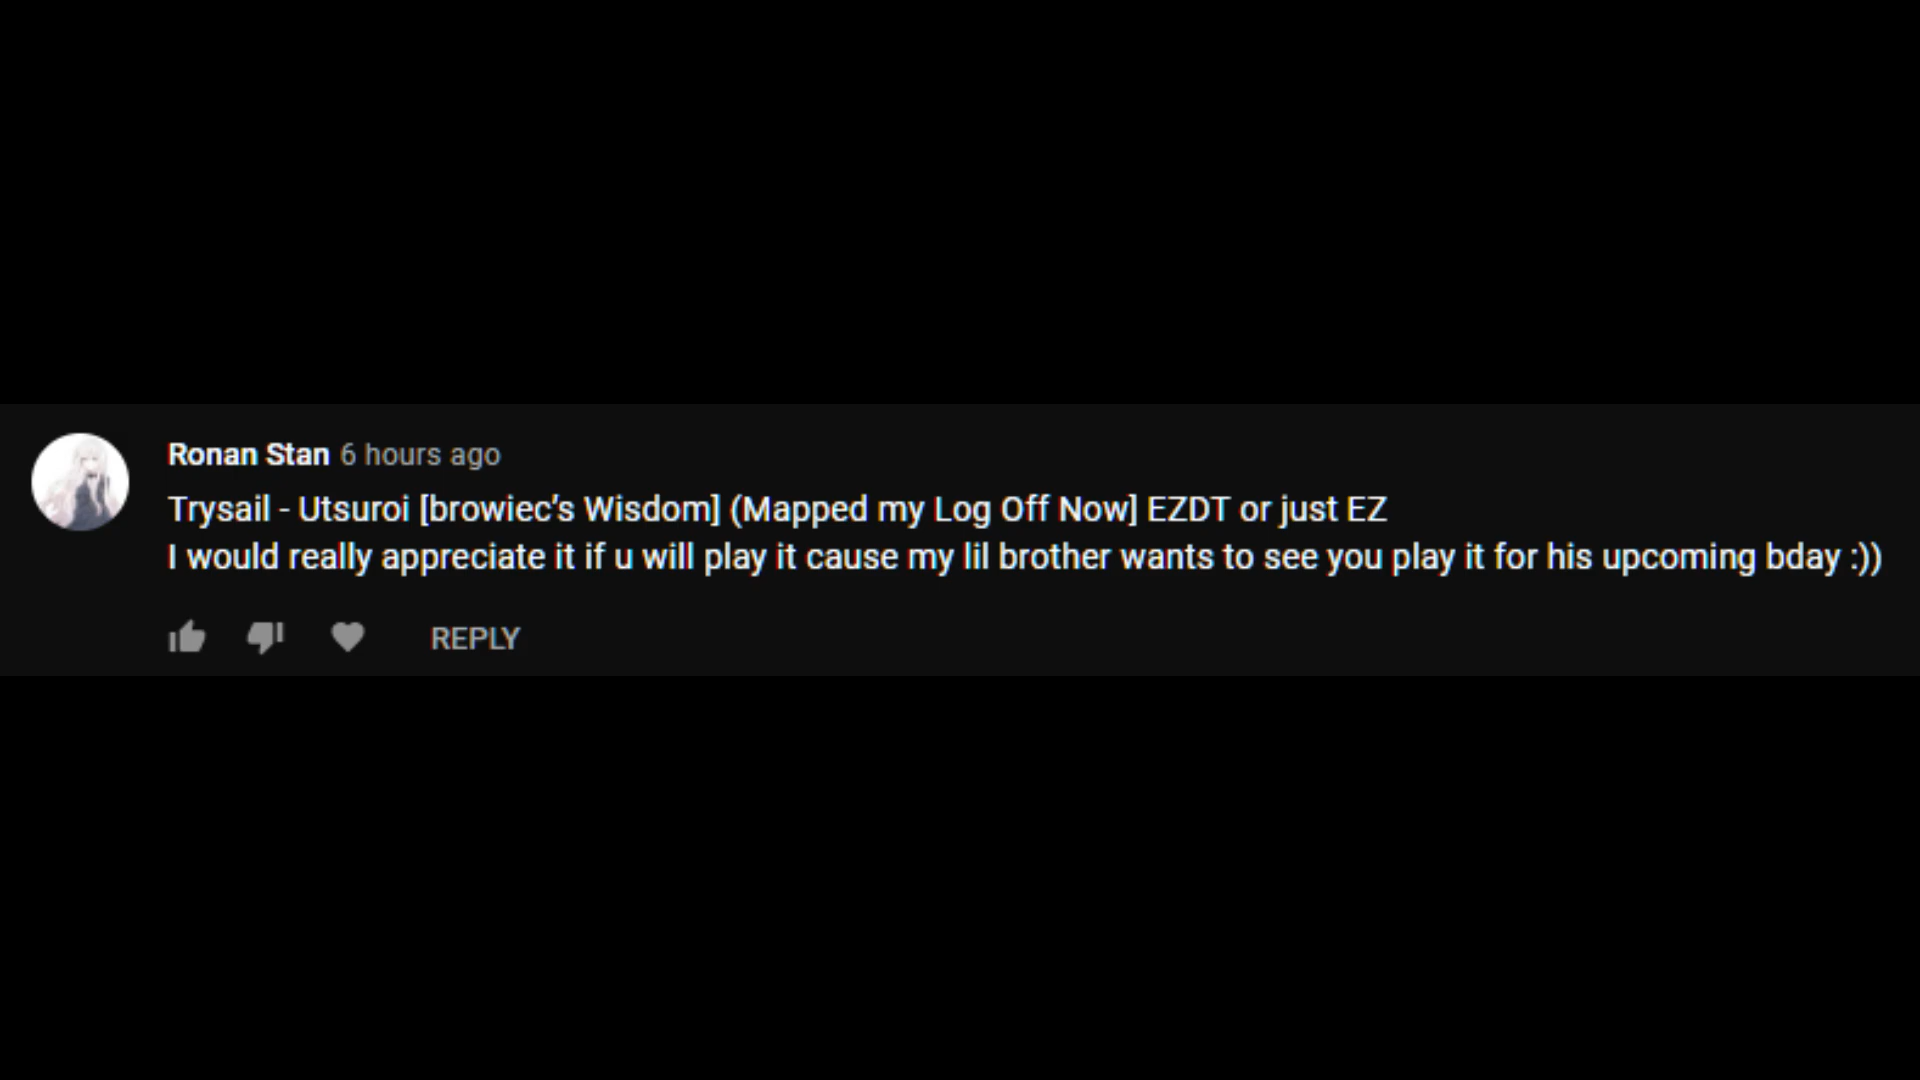 Ronan Stan 6 hours ago
Trysail - Utsuroi [browiec's Wisdom] (Mapped my Log Off Now] EZDT or just EZ
I would really appreciate it if u will play it cause my lil brother wants to see you play it for his upcoming bday :))
REPLY